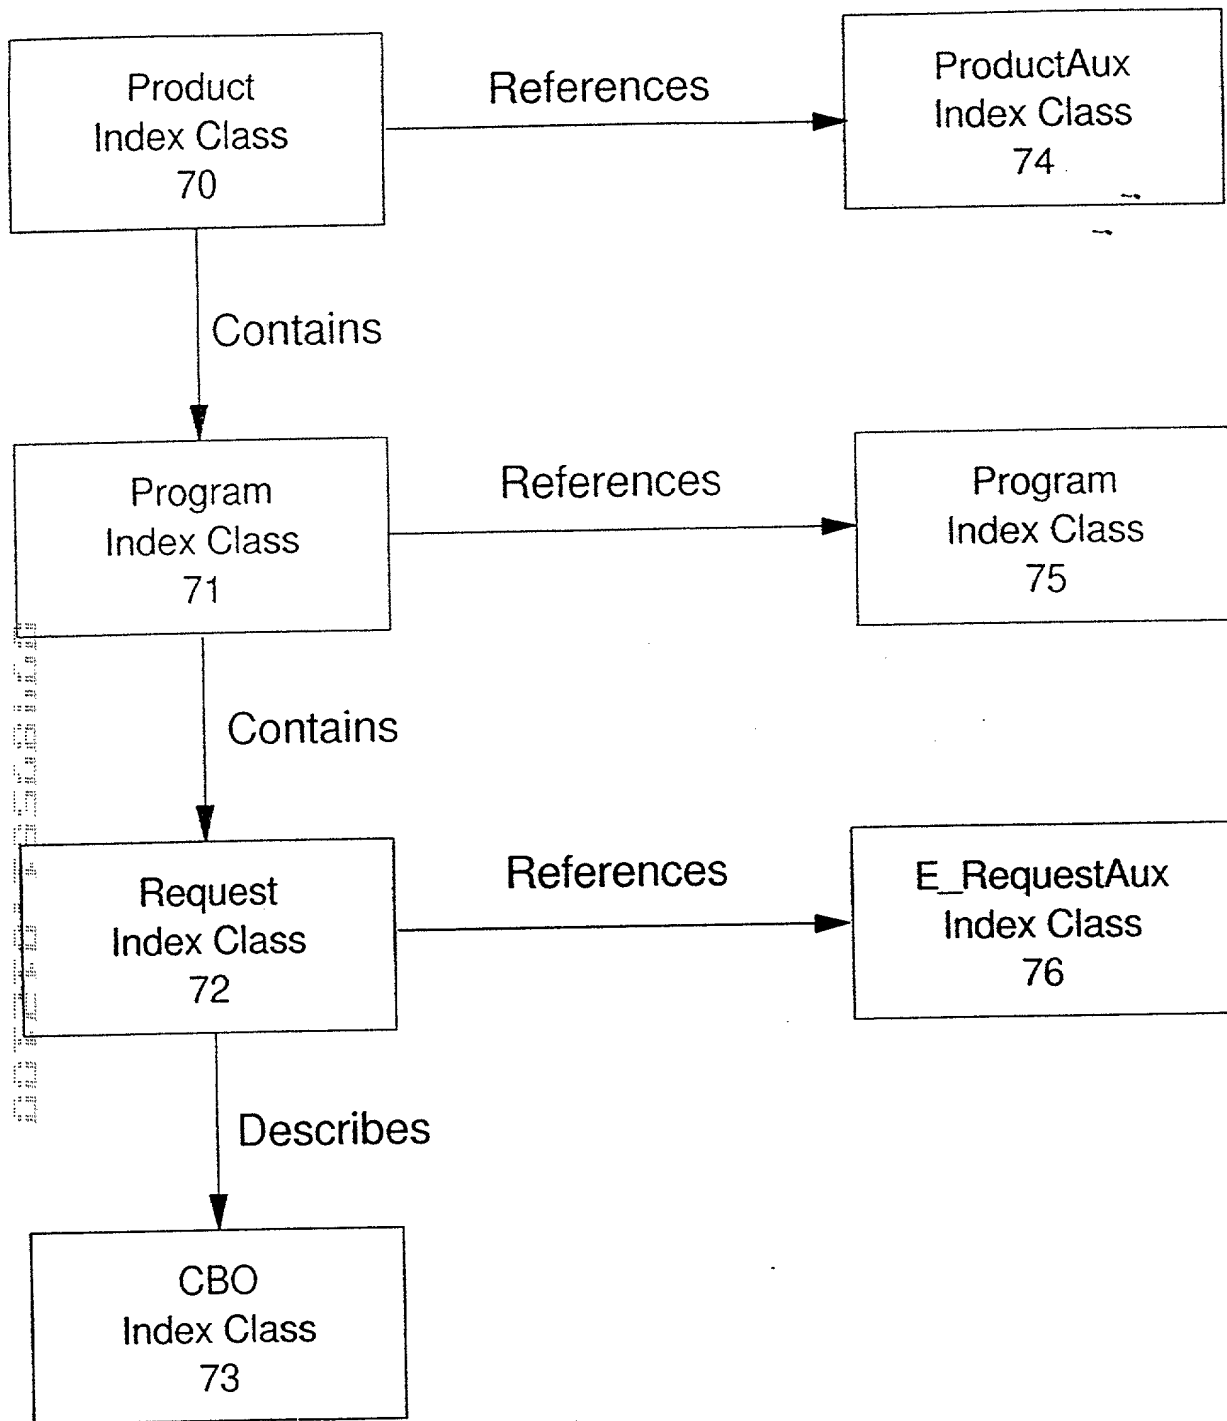 Product
Index Class
70
References
ProductAux
Index Class
74
Contains
Program
Index Class
71
References
Program
Index Class
75
Contains
Request
Index Class
72
References
E_RequestAux
Index Class
76
Describes
CBO
Index Class
73